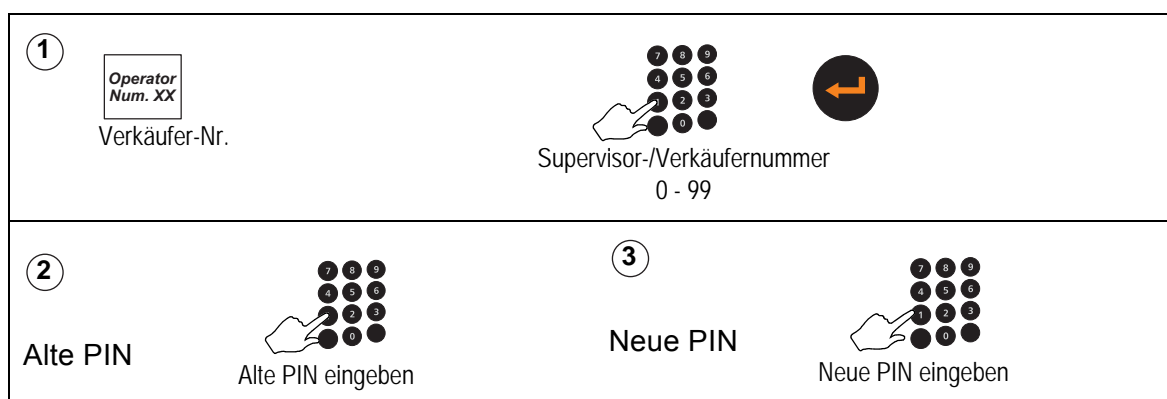 1
Operator
Num. XX
Verkäufer-Nr.
7 8 9
4 5 6
1 2 3
0
Supervisor-/Verkäufernummer
0 - 99
2
Alte PIN
7 8 9
4 5 6
2 3
0
Alte PIN eingeben
3
Neue PIN
7 8 9
4 5 6
1 2 3
0
Neue PIN eingeben